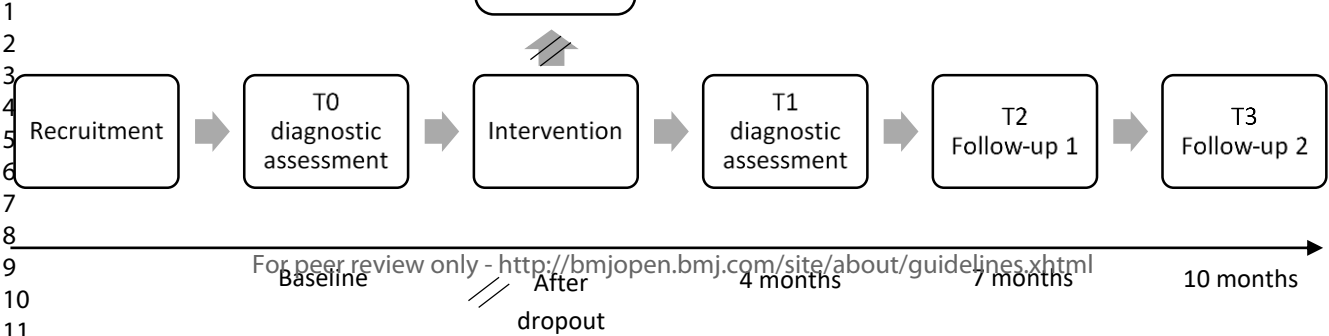 1
2
3
4
5
6
7
8
9
10
11
Recruitment
T0
diagnostic
assessment
Intervention
T1
diagnostic
assessment
T2
Follow-up 1
T3
Follow-up 2
For peer review only - http://bmjopen.bmj.com/site/about/guidelines.xhtml
Baseline
After
dropout
4 months
7 months
10 months